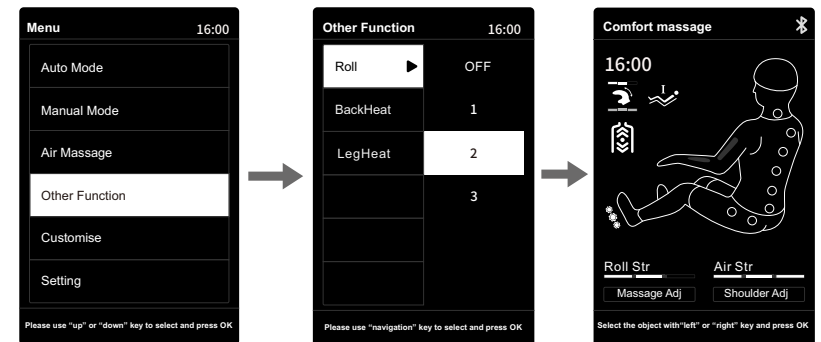 Menu 16:00
Auto Mode
Manual Mode
Air Massage
Other Function
Customise
Setting
Please use “up” or “down” key to select and press OK
Other Function 16:00
Roll OFF
BackHeat 1
LegHeat 2
3
Please use “navigation” key to select and press OK
Comfort massage
16:00
I
Roll Str Air Str
Massage Adj Shoulder Adj
Select the object with“left” or “right” key and press OK